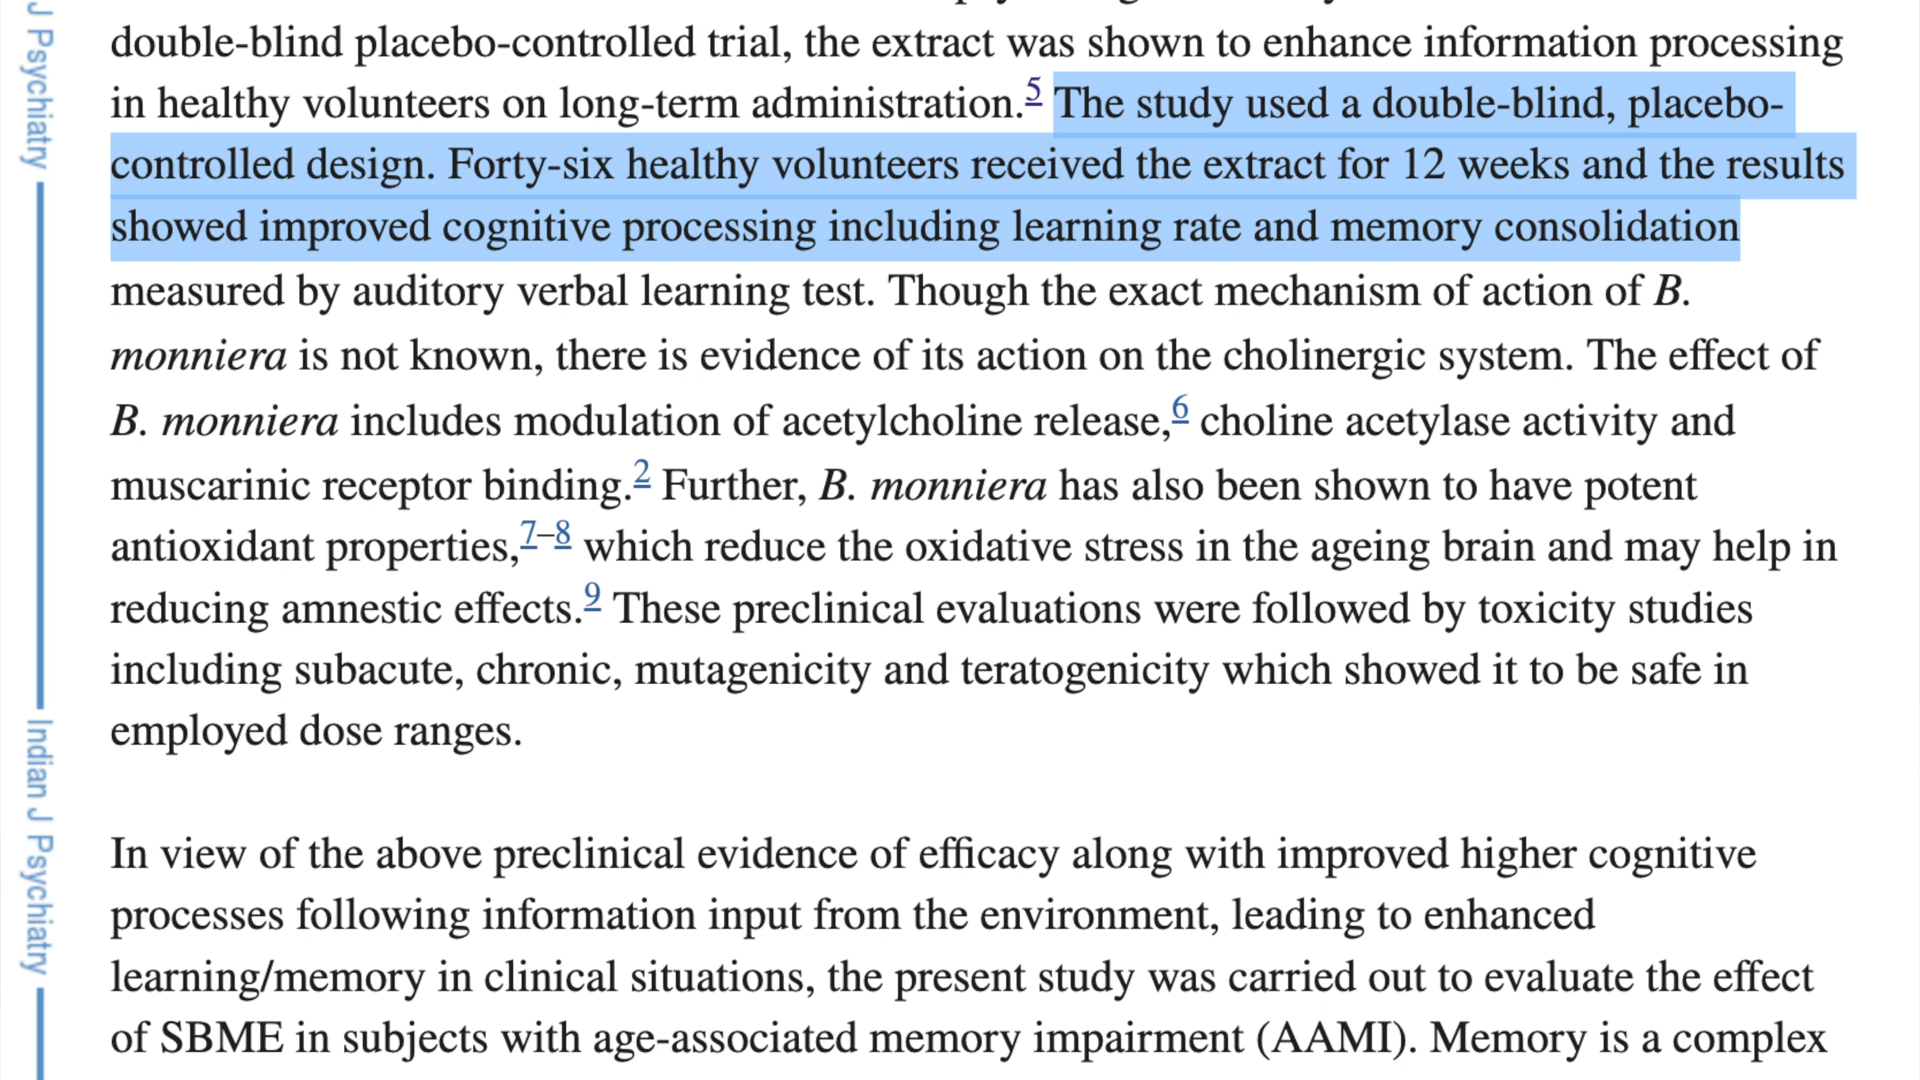 J Psychiatry
Indian J Psychiatry
double-blind placebo-controlled trial, the extract was shown to enhance information processing
in healthy volunteers on long-term administration.5 The study used a double-blind, placebo-
controlled design. Forty-six healthy volunteers received the extract for 12 weeks and the results
showed improved cognitive processing including learning rate and memory consolidation
measured by auditory verbal learning test. Though the exact mechanism of action of B.
monniera is not known, there is evidence of its action on the cholinergic system. The effect of
B. monniera includes modulation of acetylcholine release,6 choline acetylase activity and
muscarinic receptor binding.2 Further, B. monniera has also been shown to have potent
antioxidant properties,7–8 which reduce the oxidative stress in the ageing brain and may help in
reducing amnestic effects.9 These preclinical evaluations were followed by toxicity studies
including subacute, chronic, mutagenicity and teratogenicity which showed it to be safe in
employed dose ranges.
In view of the above preclinical evidence of efficacy along with improved higher cognitive
processes following information input from the environment, leading to enhanced
learning/memory in clinical situations, the present study was carried out to evaluate the effect
of SBME in subjects with age-associated memory impairment (AAMI). Memory is a complex